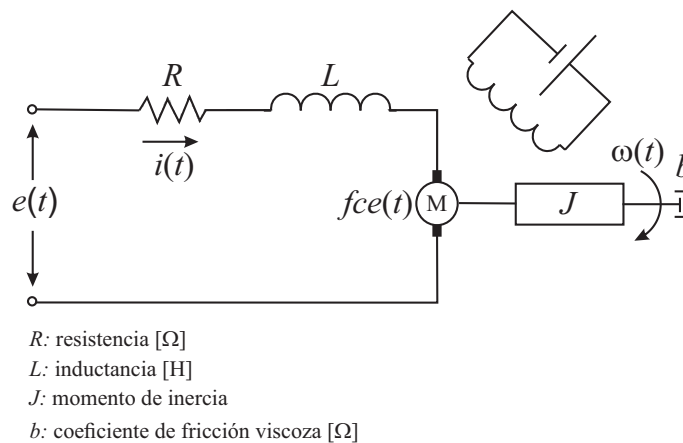 R
L
i(t)
ω(t)
b
e(t)
fce(t)
M
J
R: resistencia [Ω]
L: inductancia [H]
J: momento de inercia
b: coeficiente de fricción viscoza [Ω]